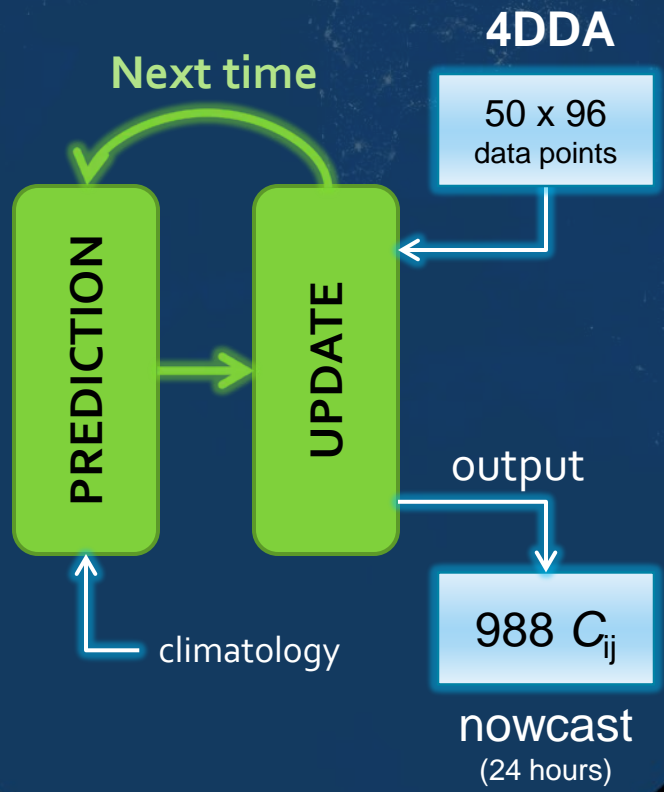 4DDA
Next time
50 x 96
data points
PREDICTION
UPDATE
output
climatology
988 Cij
nowcast
(24 hours)